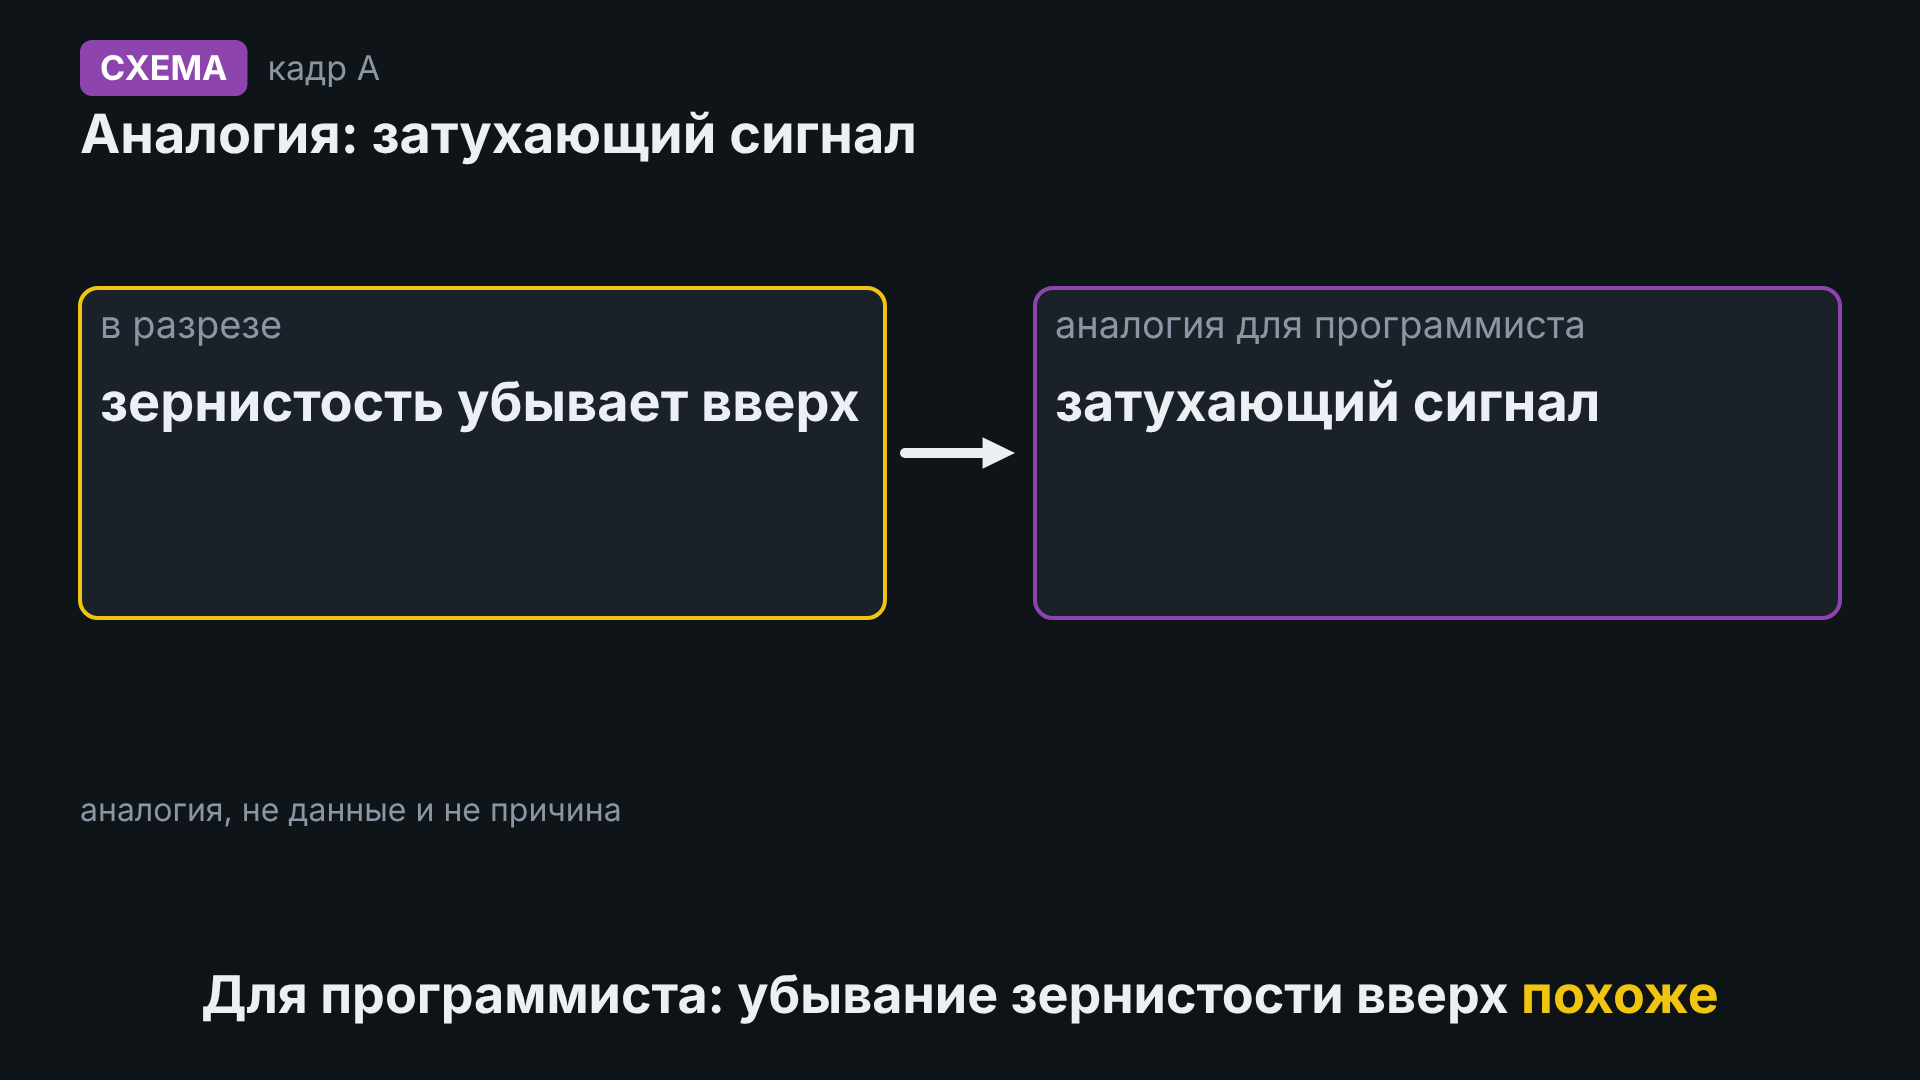 СХЕМА кадр А
Аналогия: затухающий сигнал
в разрезе
зернистость убывает вверх
аналогия для программиста
затухающий сигнал
аналогия, не данные и не причина
Для программиста: убывание зернистости вверх похоже